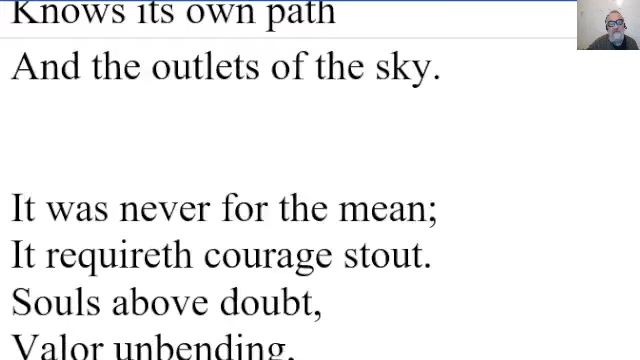 Knows its own path
And the outlets of the sky.
It was never for the mean;
It requireth courage stout.
Souls above doubt,
Valor unbending,